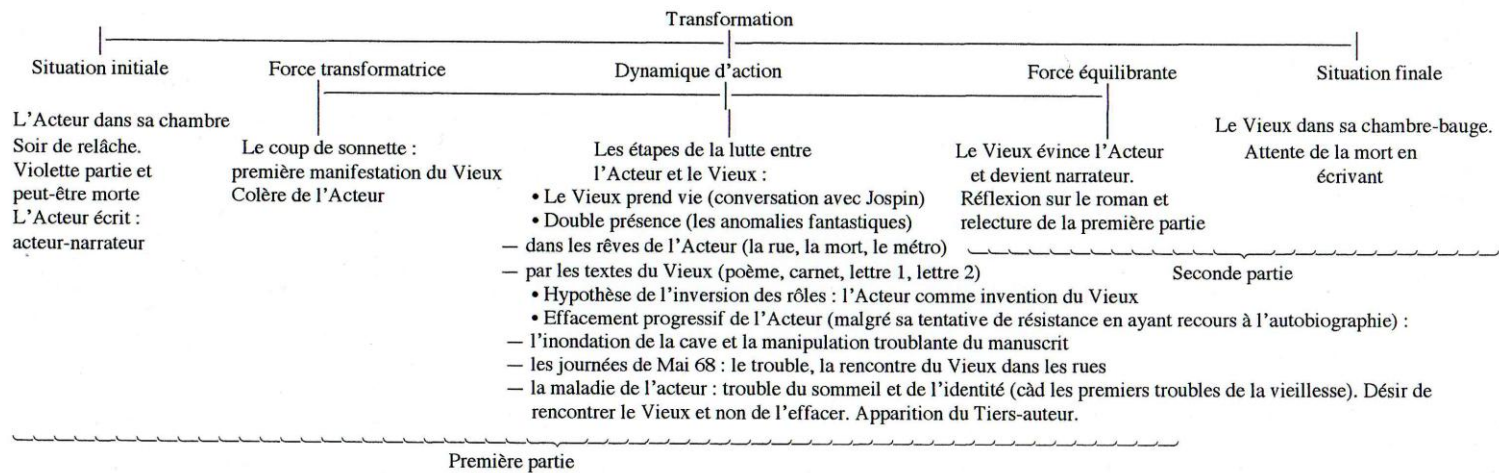 Transformation
Situation initiale
Force transformatrice
Dynamique d'action
Force équilibrante
Situation finale
L'Acteur dans sa chambre
Soir de relâche.
Violette partie et
peut-être morte
L'Acteur écrit :
acteur-narrateur
Le coup de sonnette :
première manifestation du Vieux
Colère de l'Acteur
Les étapes de la lutte entre
l'Acteur et le Vieux :
• Le Vieux prend vie (conversation avec Jospin)
• Double présence (les anomalies fantastiques)
— dans les rêves de l'Acteur (la rue, la mort, le métro)
— par les textes du Vieux (poème, carnet, lettre 1, lettre 2)
• Hypothèse de l'inversion des rôles : l'Acteur comme invention du Vieux
• Effacement progressif de l'Acteur (malgré sa tentative de résistance en ayant recours à l'autobiographie) :
— l'inondation de la cave et la manipulation troublante du manuscrit
— les journées de Mai 68 : le trouble, la rencontre du Vieux dans les rues
— la maladie de l'acteur : trouble du sommeil et de l'identité (càd les premiers troubles de la vieillesse). Désir de
rencontrer le Vieux et non de l'effacer. Apparition du Tiers-auteur.
Le Vieux évince l'Acteur
et devient narrateur.
Réflexion sur le roman et
relecture de la première partie
Le Vieux dans sa chambre-bauge.
Attente de la mort en
écrivant
Seconde partie
Première partie